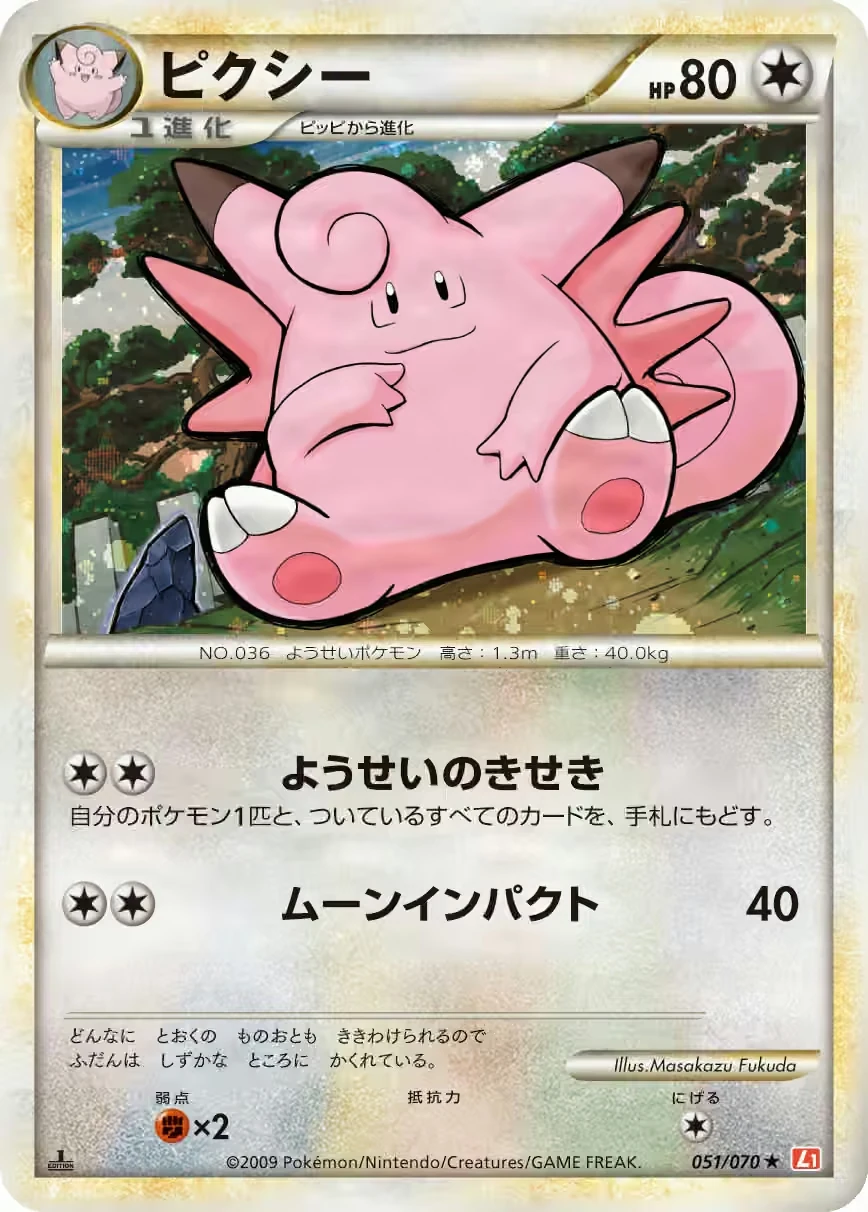 ピクシー
HP80
1進化
ピッピから進化
NO.036 ようせいポケモン 高さ：1.3m 重さ：40.0kg
ようせいのきせき
自分のポケモン1匹と、ついているすべてのカードを、手札にもどす。
ムーンインパクト 40
どんなに とおくの ものおとも ききわけられるので
ふだんは しずかな ところに かくれている。
Illus.Masakazu Fukuda
弱点 抵抗力 にげる
×2
1 EDITION
©2009 Pokémon/Nintendo/Creatures/GAME FREAK.
051/070 ★ L1